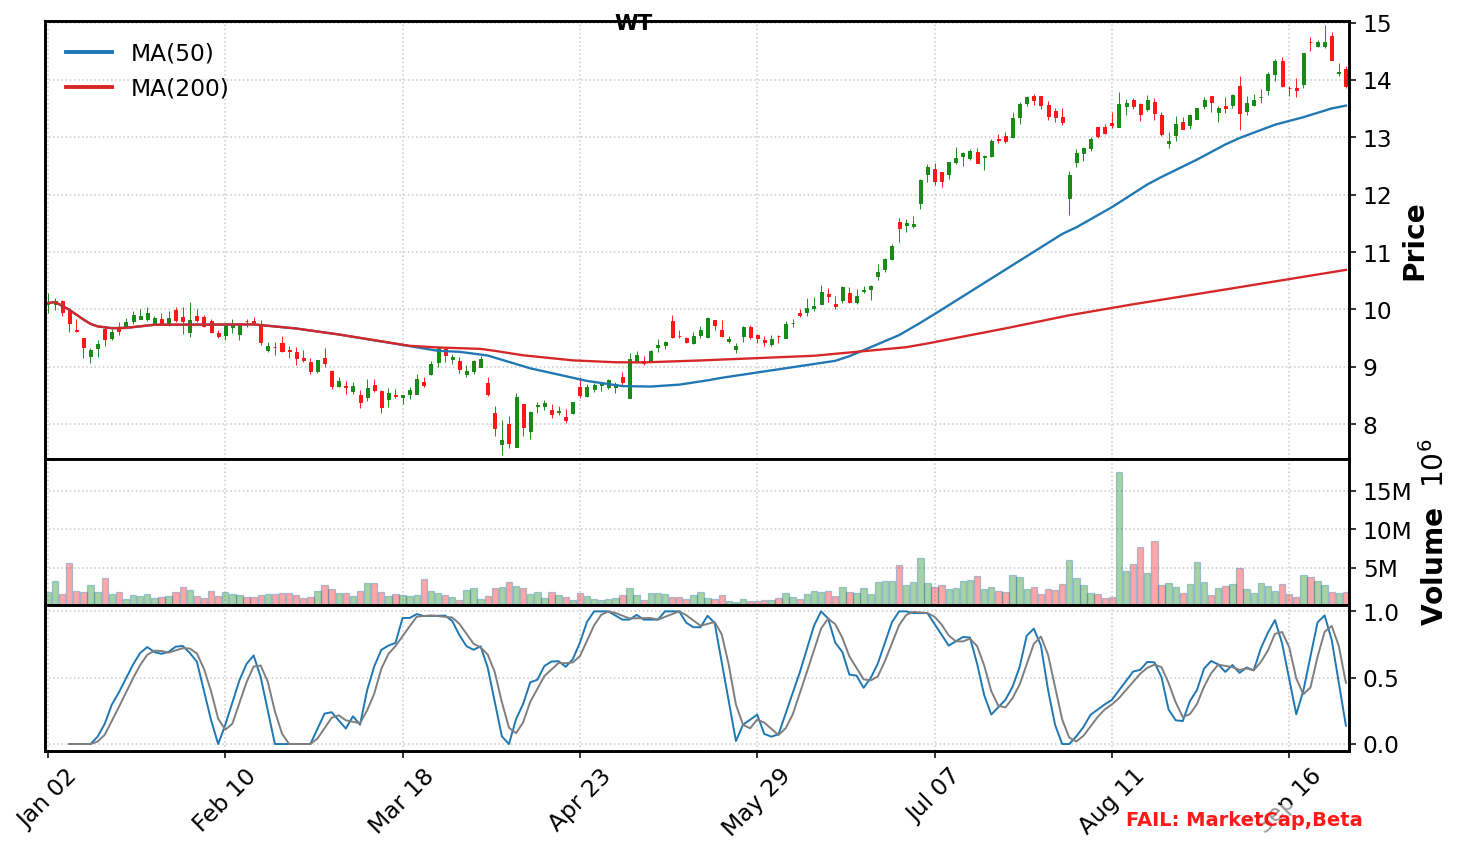 WT
MA(50)
MA(200)
15
14
13
12
11
10
9
8
Price
15M
10M
5M
Volume 10^6
1.0
0.5
0.0
Jan 02
Feb 10
Mar 18
Apr 23
May 29
Jul 07
Aug 11
Sep 16
FAIL: MarketCap,Beta